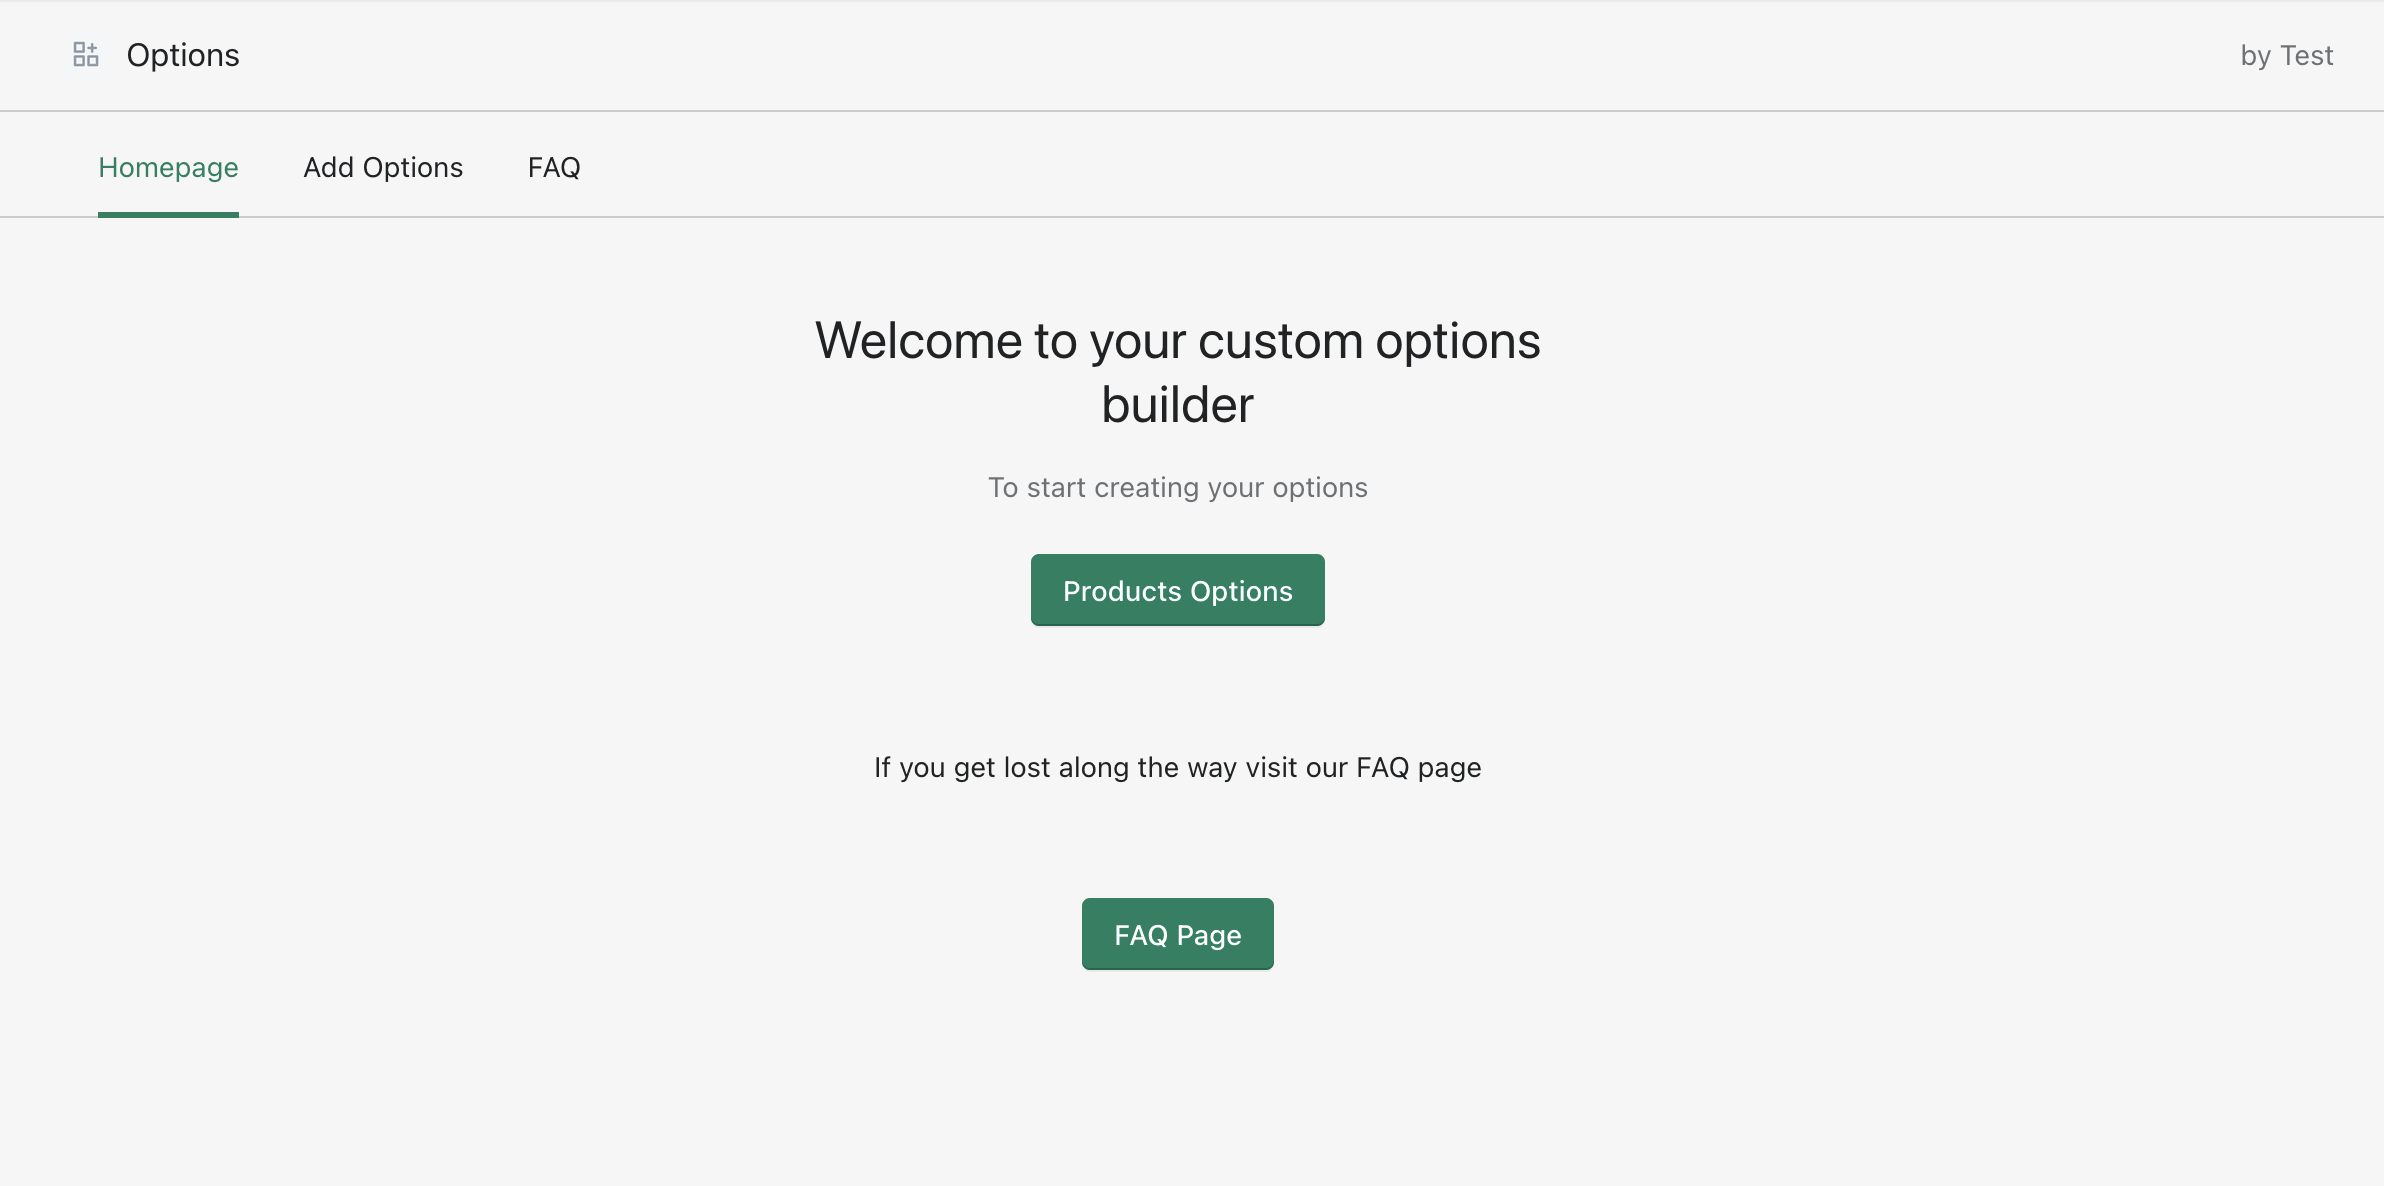 Options
by Test
Homepage
Add Options
FAQ
Welcome to your custom options
builder
To start creating your options
Products Options
If you get lost along the way visit our FAQ page
FAQ Page